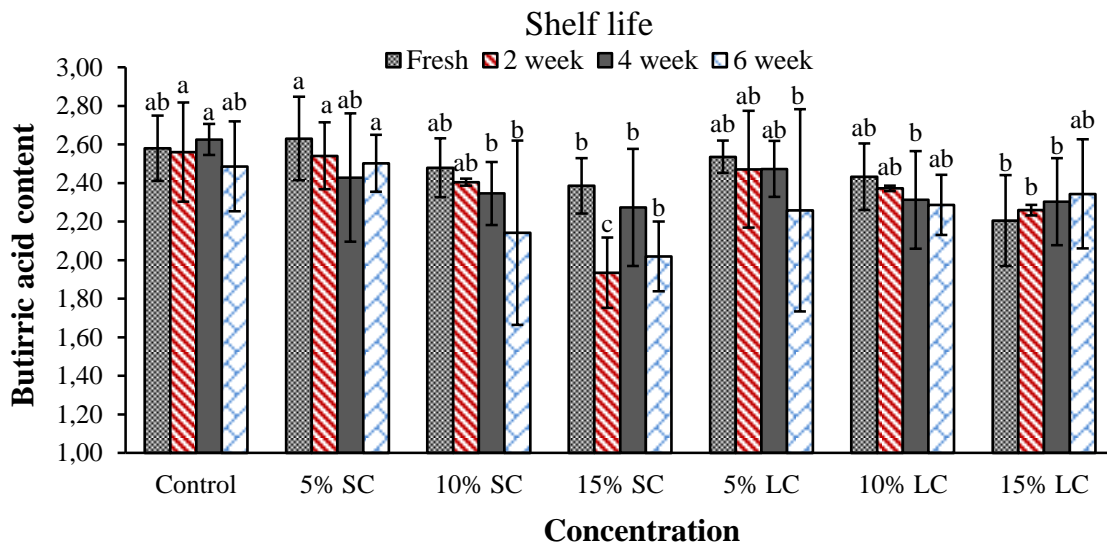 Shelf life
Fresh 2 week 4 week 6 week
3,00
2,80
2,60
2,40
2,20
2,00
1,80
1,60
1,40
1,20
1,00
Butirric acid content
ab a a ab
a a ab a
ab ab b b
b c b b
ab ab ab b
ab ab b ab
b b b ab
Control 5% SC 10% SC 15% SC 5% LC 10% LC 15% LC
Concentration